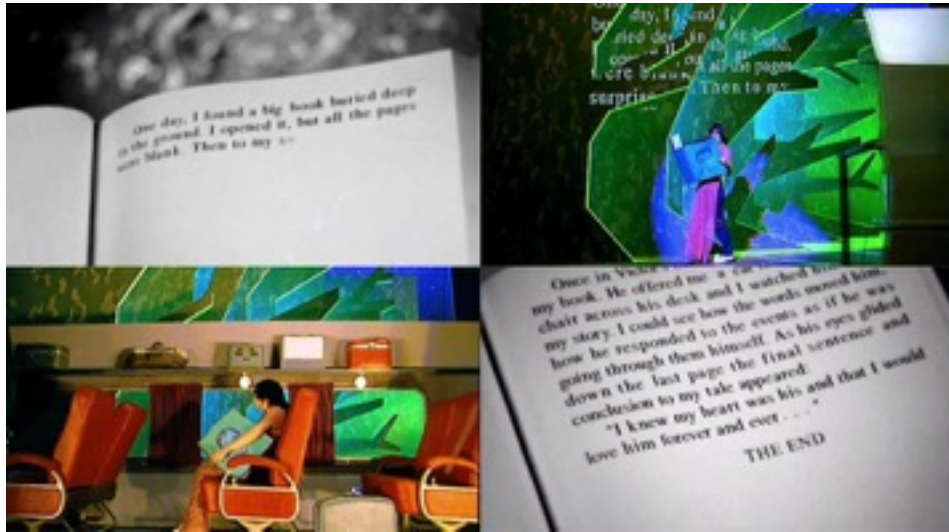 One day, I found a big book buried deep
in the ground. I opened it, but all the pages
were blank. Then to my s
day, I found
ried deep in
were blank all the pages
surprise Then to my
Once in
my book. He offered me a
chair across his desk and I watched him
my story. I could see how the words moved him,
how he responded to the events as if he was
going through them himself. As his eyes glided
down the last page the final sentence and
conclusion to my tale appeared:
"I knew my heart was his and that I would
love him forever and ever . . ."
THE END